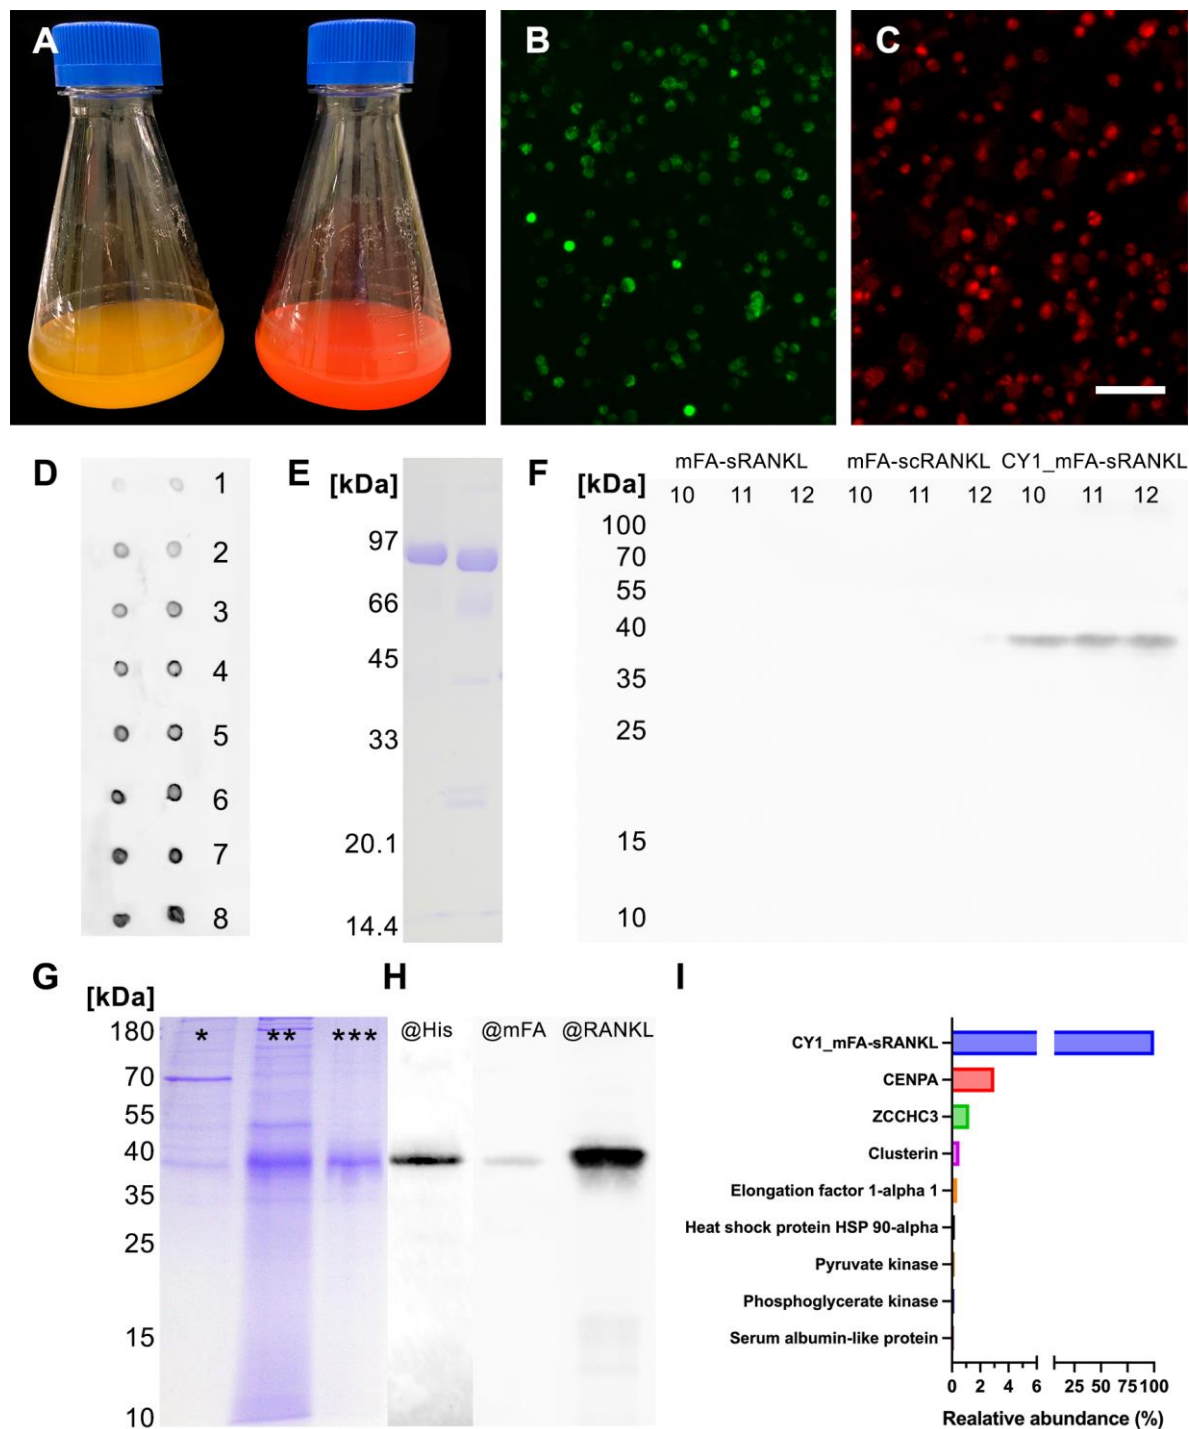 A
B
C
D
1
2
3
4
5
6
7
8
E
[kDa]
97
66
45
33
20.1
14.4
F
[kDa]
mFA-sRANKL mFA-scRANKL CY1_mFA-sRANKL
10 11 12 10 11 12 10 11 12
100
70
55
40
35
25
15
10
G
[kDa]
180
70
55
40
35
25
15
10
* ** ***
H
@His @mFA @RANKL
I
CY1_mFA-sRANKL
CENPA
ZCCHC3
Clusterin
Elongation factor 1-alpha 1
Heat shock protein HSP 90-alpha
Pyruvate kinase
Phosphoglycerate kinase
Serum albumin-like protein
0 2 4 6 25 50 75 100
Realative abundance (%)